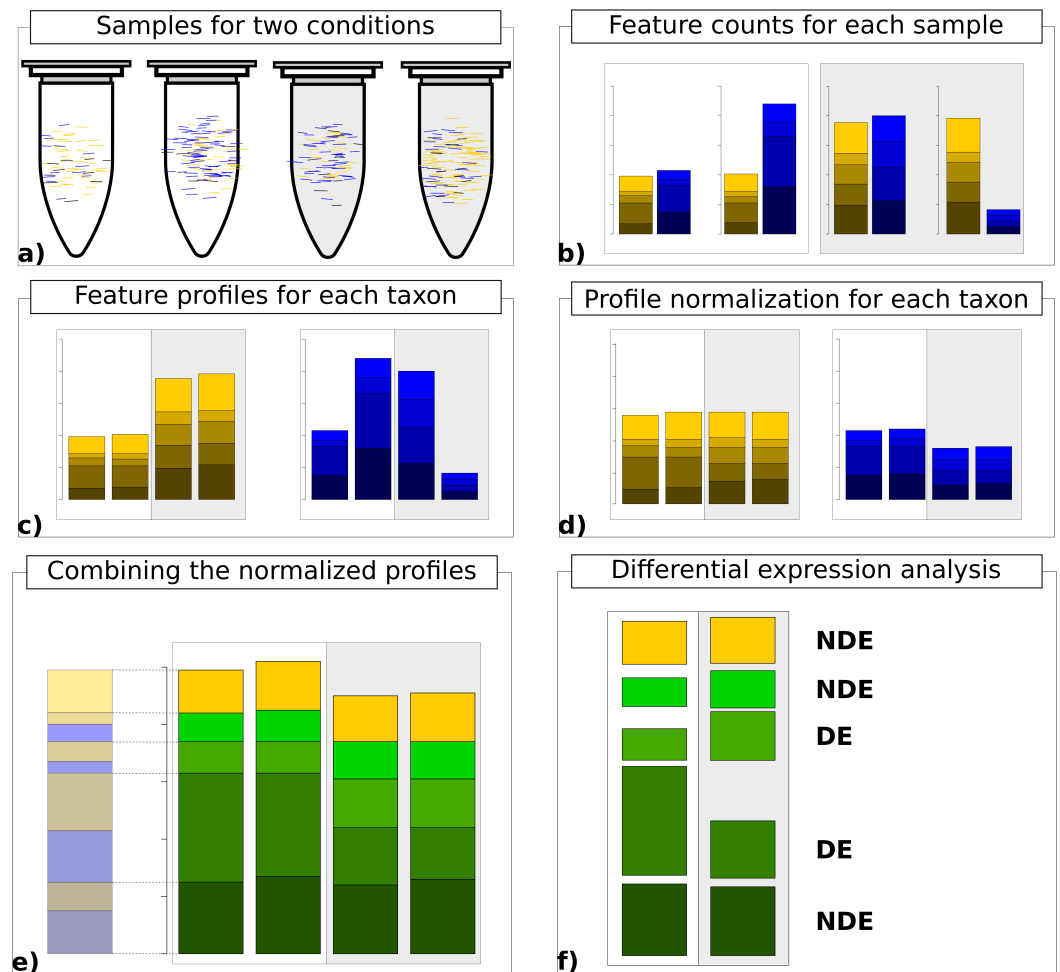 Samples for two conditions
a)
Feature counts for each sample
b)
Feature profiles for each taxon
c)
Profile normalization for each taxon
d)
Combining the normalized profiles
e)
Differential expression analysis
NDE
NDE
DE
DE
NDE
f)